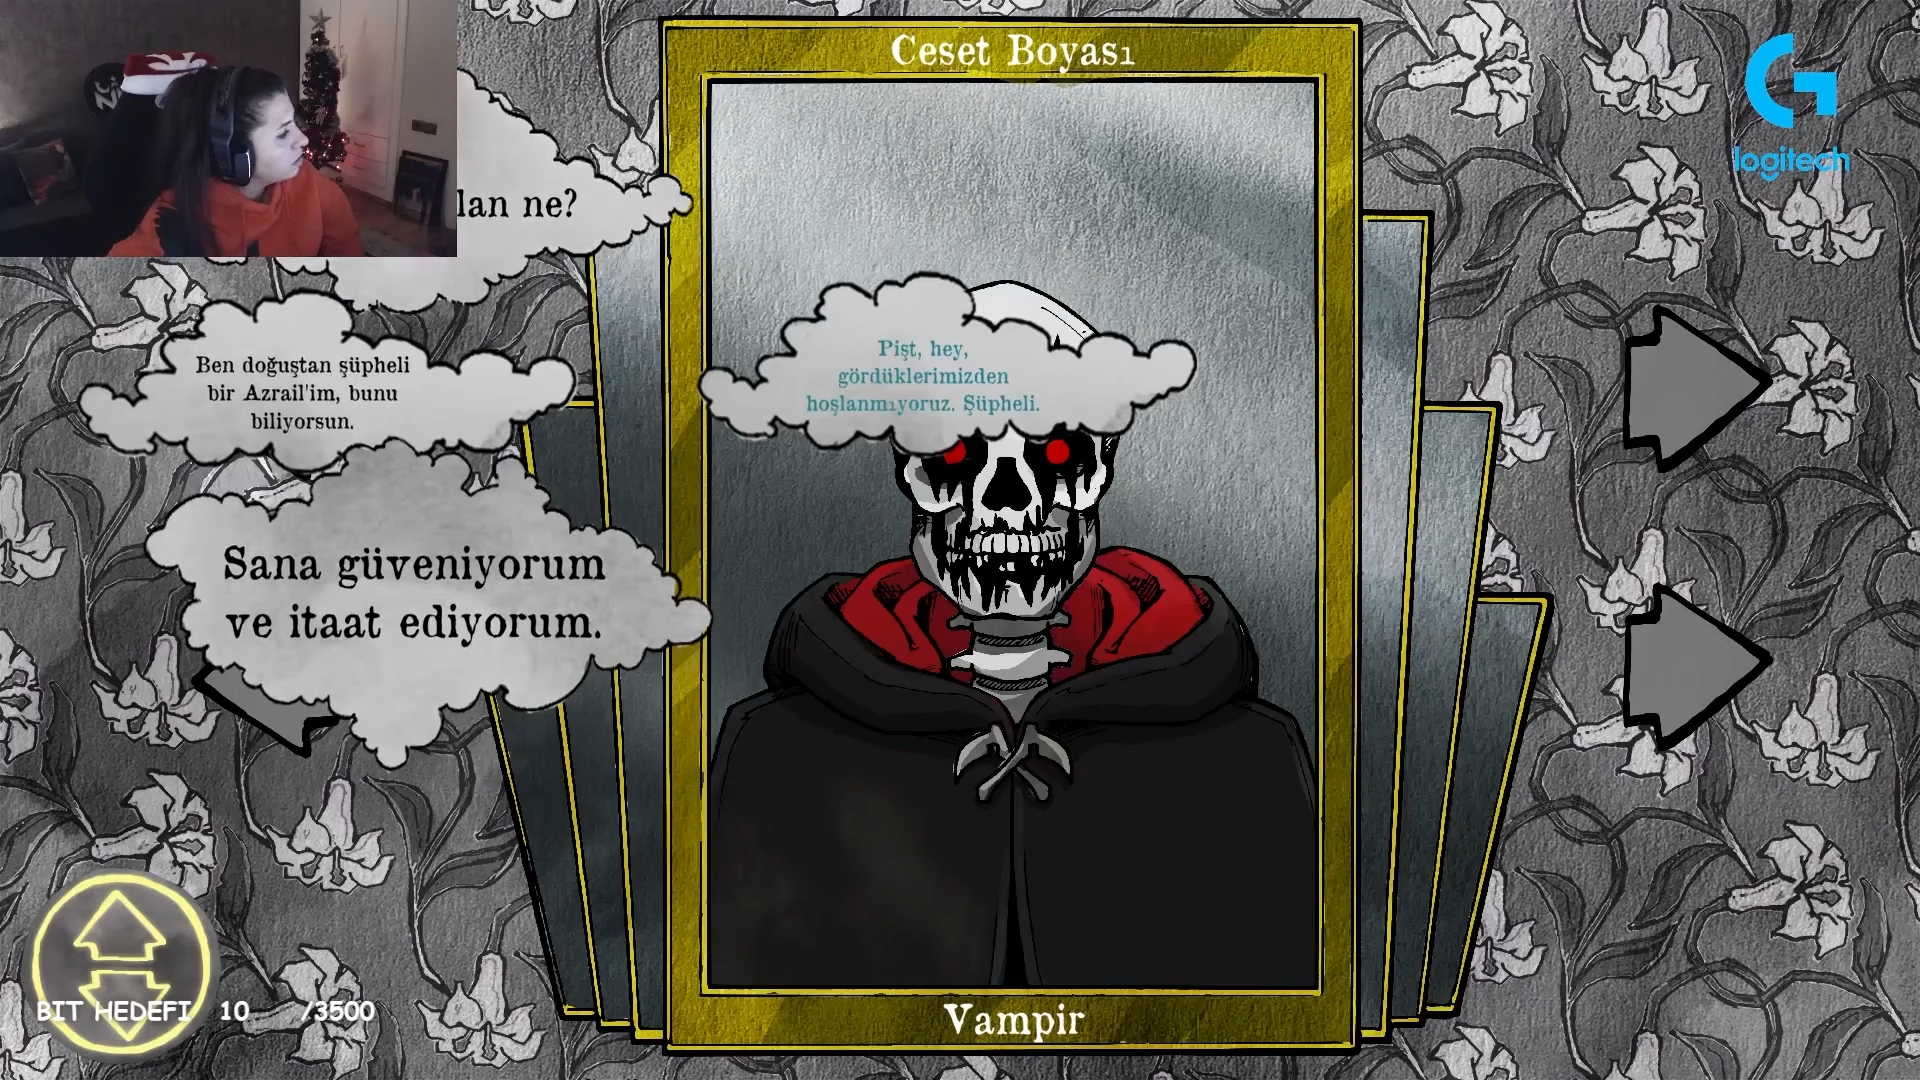 Ceset Boyası
logitech
lan ne?
Ben doğuştan şüpheli
bir Azrail'im, bunu
biliyorsun.
Pişt, hey,
gördüklerimizden
hoşlanmıyoruz. Şüpheli.
Sana güveniyorum
ve itaat ediyorum.
BIT HEDEFI 10 /3500
Vampir